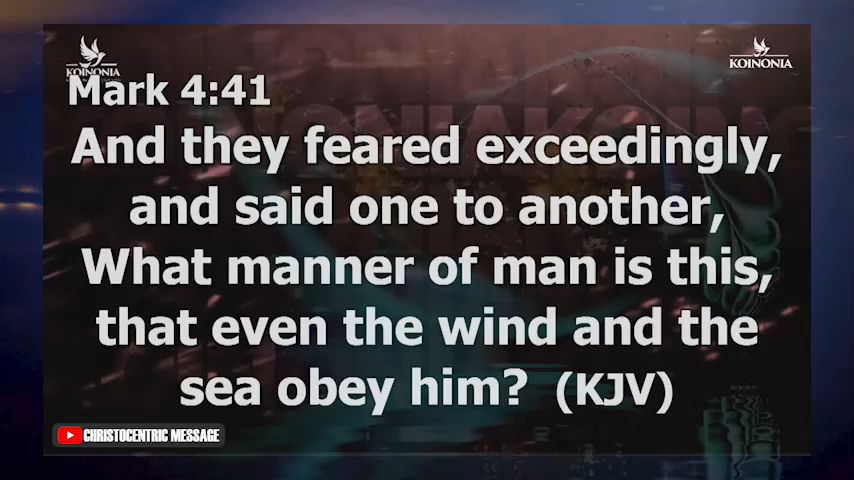 KOINONIA
KOINONIA
Mark 4:41
And they feared exceedingly,
and said one to another,
What manner of man is this,
that even the wind and the
sea obey him? (KJV)
CHRISTOCENTRIC MESSAGE